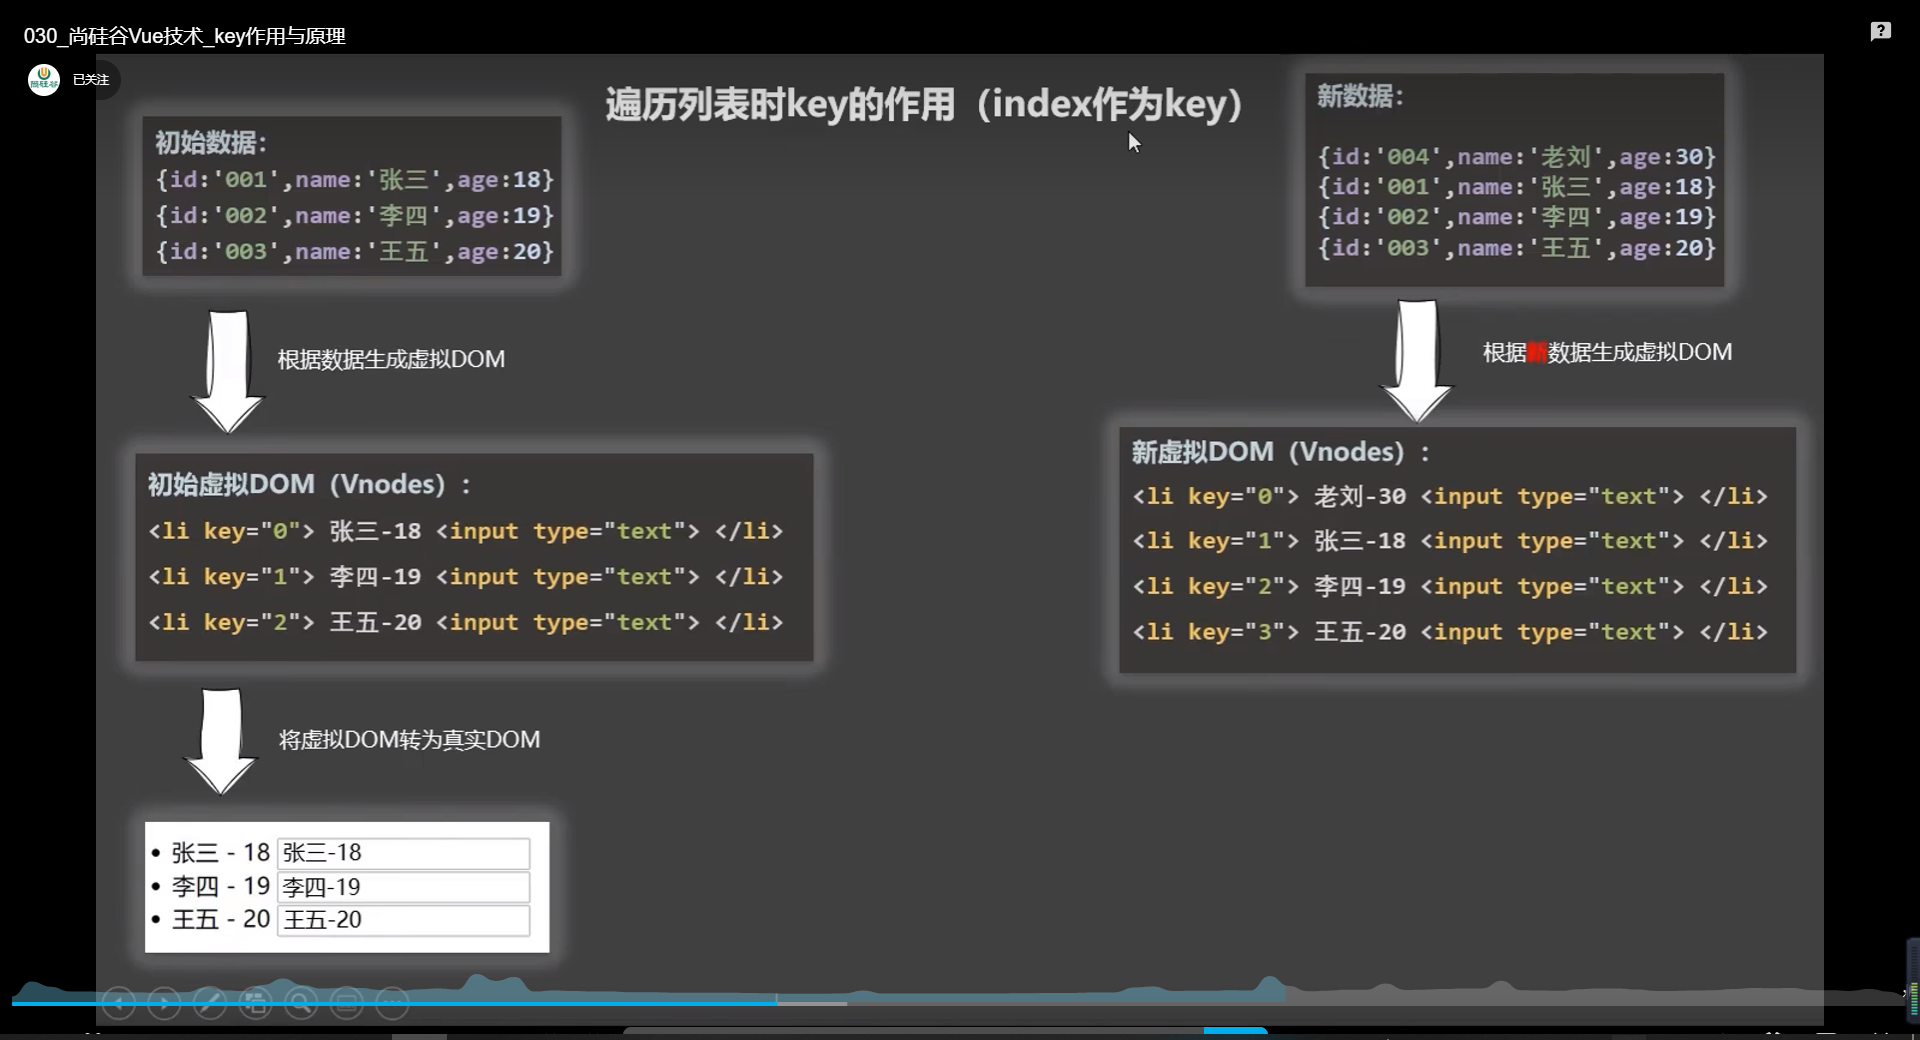 030_尚硅谷Vue技术_key作用与原理
已关注
遍历列表时key的作用（index作为key）
初始数据：
{id:'001',name:'张三',age:18}
{id:'002',name:'李四',age:19}
{id:'003',name:'王五',age:20}
根据数据生成虚拟DOM
初始虚拟DOM（Vnodes）：
<li key="0"> 张三-18 <input type="text"> </li>
<li key="1"> 李四-19 <input type="text"> </li>
<li key="2"> 王五-20 <input type="text"> </li>
将虚拟DOM转为真实DOM
• 张三 - 18 张三-18
• 李四 - 19 李四-19
• 王五 - 20 王五-20
新数据：
{id:'004',name:'老刘',age:30}
{id:'001',name:'张三',age:18}
{id:'002',name:'李四',age:19}
{id:'003',name:'王五',age:20}
根据新数据生成虚拟DOM
新虚拟DOM（Vnodes）：
<li key="0"> 老刘-30 <input type="text"> </li>
<li key="1"> 张三-18 <input type="text"> </li>
<li key="2"> 李四-19 <input type="text"> </li>
<li key="3"> 王五-20 <input type="text"> </li>